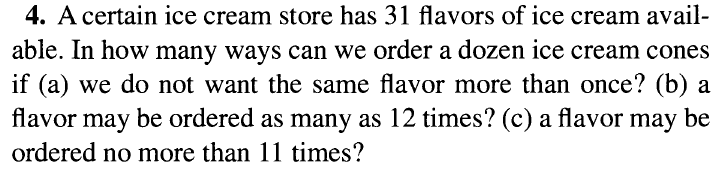 4. A certain ice cream store has 31 flavors of ice cream avail-
able. In how many ways can we order a dozen ice cream cones
if (a) we do not want the same flavor more than once? (b) a
flavor may be ordered as many as 12 times? (c) a flavor may be
ordered no more than 11 times?